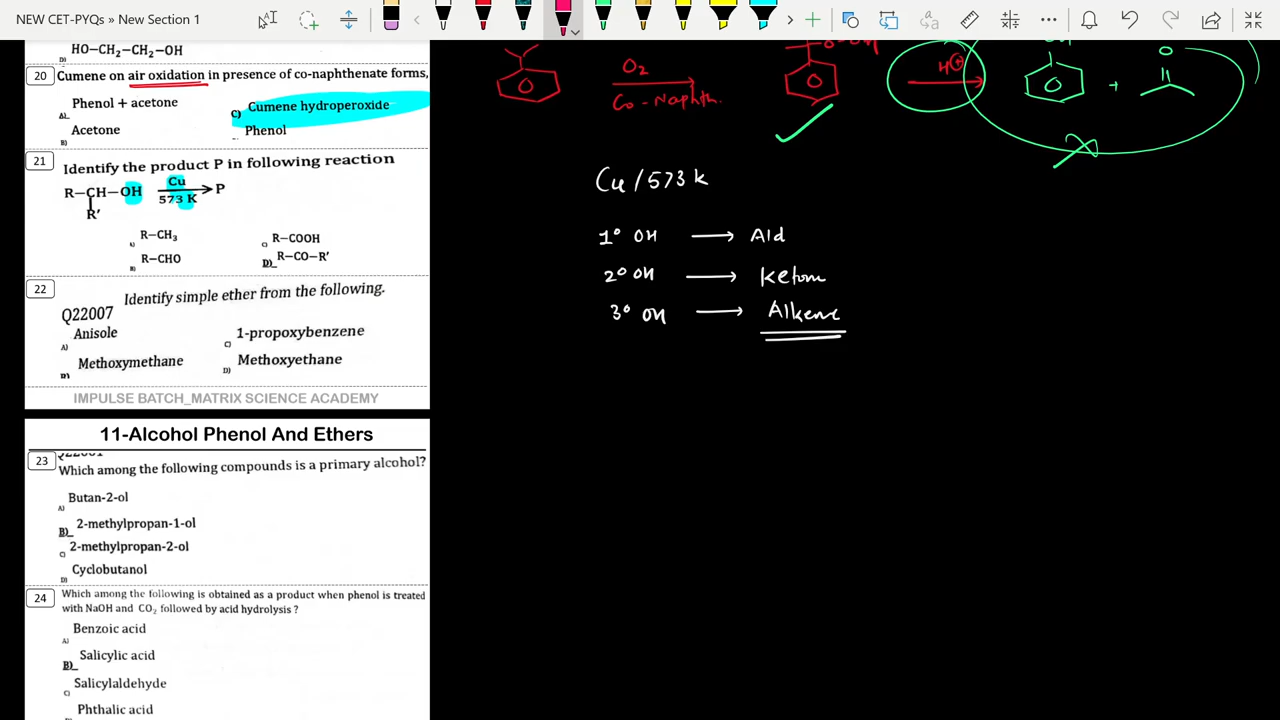 NEW CET-PYQs » New Section 1
HO−CH₂−CH₂−OH
D)
20
Cumene on air oxidation in presence of co-naphthenate forms,
Phenol + acetone
A)
Cumene hydroperoxide
C)
Acetone
B)
Phenol
21
Identify the product P in following reaction
R−CH−OH Cu 573 K P
R'
R−CH₃
A)
R−COOH
C)
R−CHO
B)
R−CO−R'
D)
22
Identify simple ether from the following.
Q22007
Anisole
A)
1-propoxybenzene
C)
Methoxymethane
B)
Methoxyethane
D)
IMPULSE BATCH_MATRIX SCIENCE ACADEMY
11-Alcohol Phenol And Ethers
23
Which among the following compounds is a primary alcohol?
Butan-2-ol
A)
2-methylpropan-1-ol
B)
2-methylpropan-2-ol
C)
Cyclobutanol
D)
24
Which among the following is obtained as a product when phenol is treated
with NaOH and CO₂ followed by acid hydrolysis ?
Benzoic acid
A)
Salicylic acid
B)
Salicylaldehyde
C)
Phthalic acid
O₂
Co-Naphth.
H⊕
+
O
Cu/573 K
1° OH → Ald
2° OH → Ketone
3° OH → Alkene